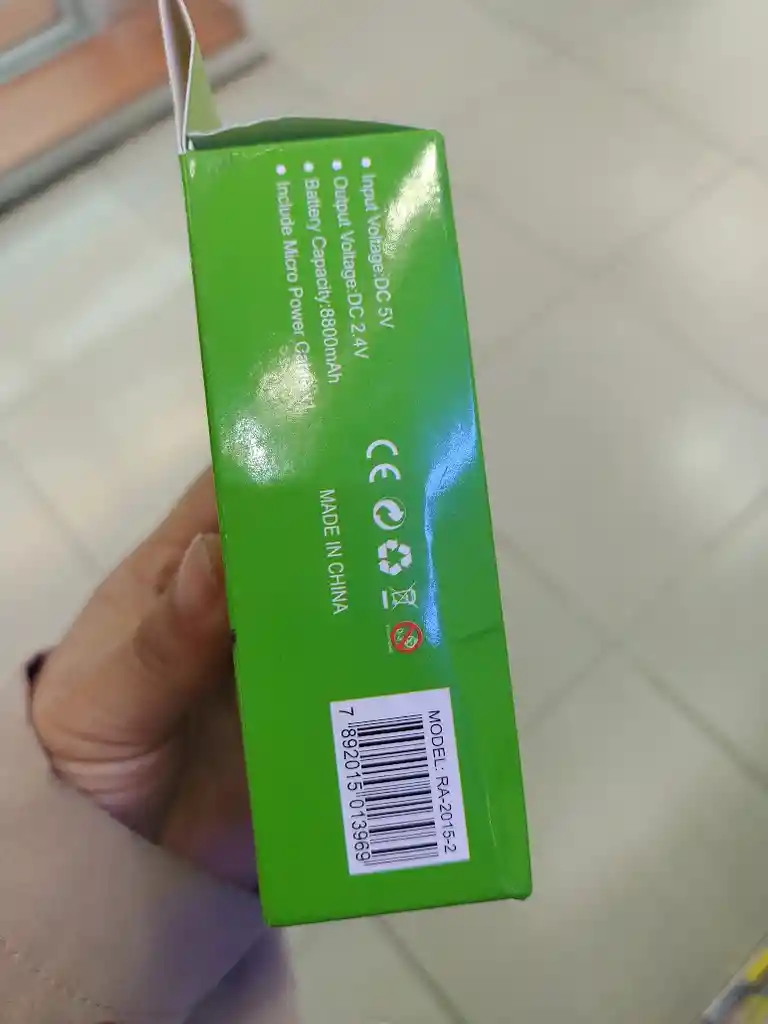 Input Voltage:DC 5V
Output Voltage:DC 2.4V
Battery Capacity:8800mAh
Include Micro Power
CE
MADE IN CHINA
MODEL: RA-2015-2
7 892015 013969